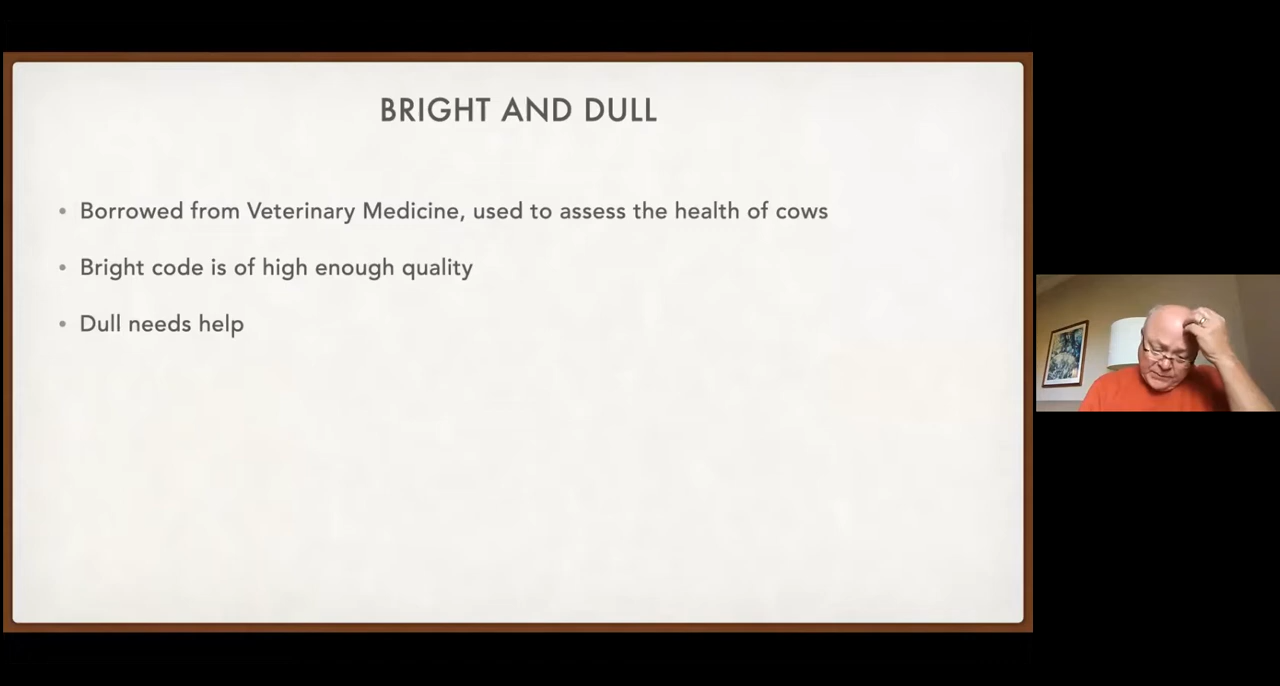 BRIGHT AND DULL
• Borrowed from Veterinary Medicine, used to assess the health of cows
• Bright code is of high enough quality
• Dull needs help